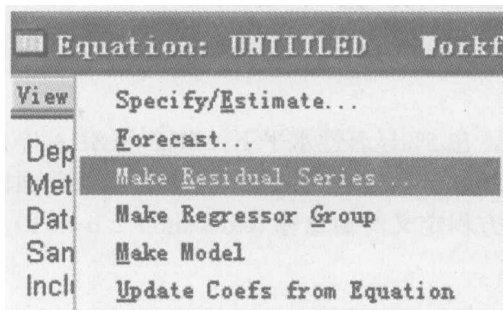 Equation: UNTITLED Workf
View
Specify/Estimate...
Dep
Forecast...
Met
Make Residual Series...
Dat
Make Regressor Group
San
Make Model
Incl
Update Coefs from Equation